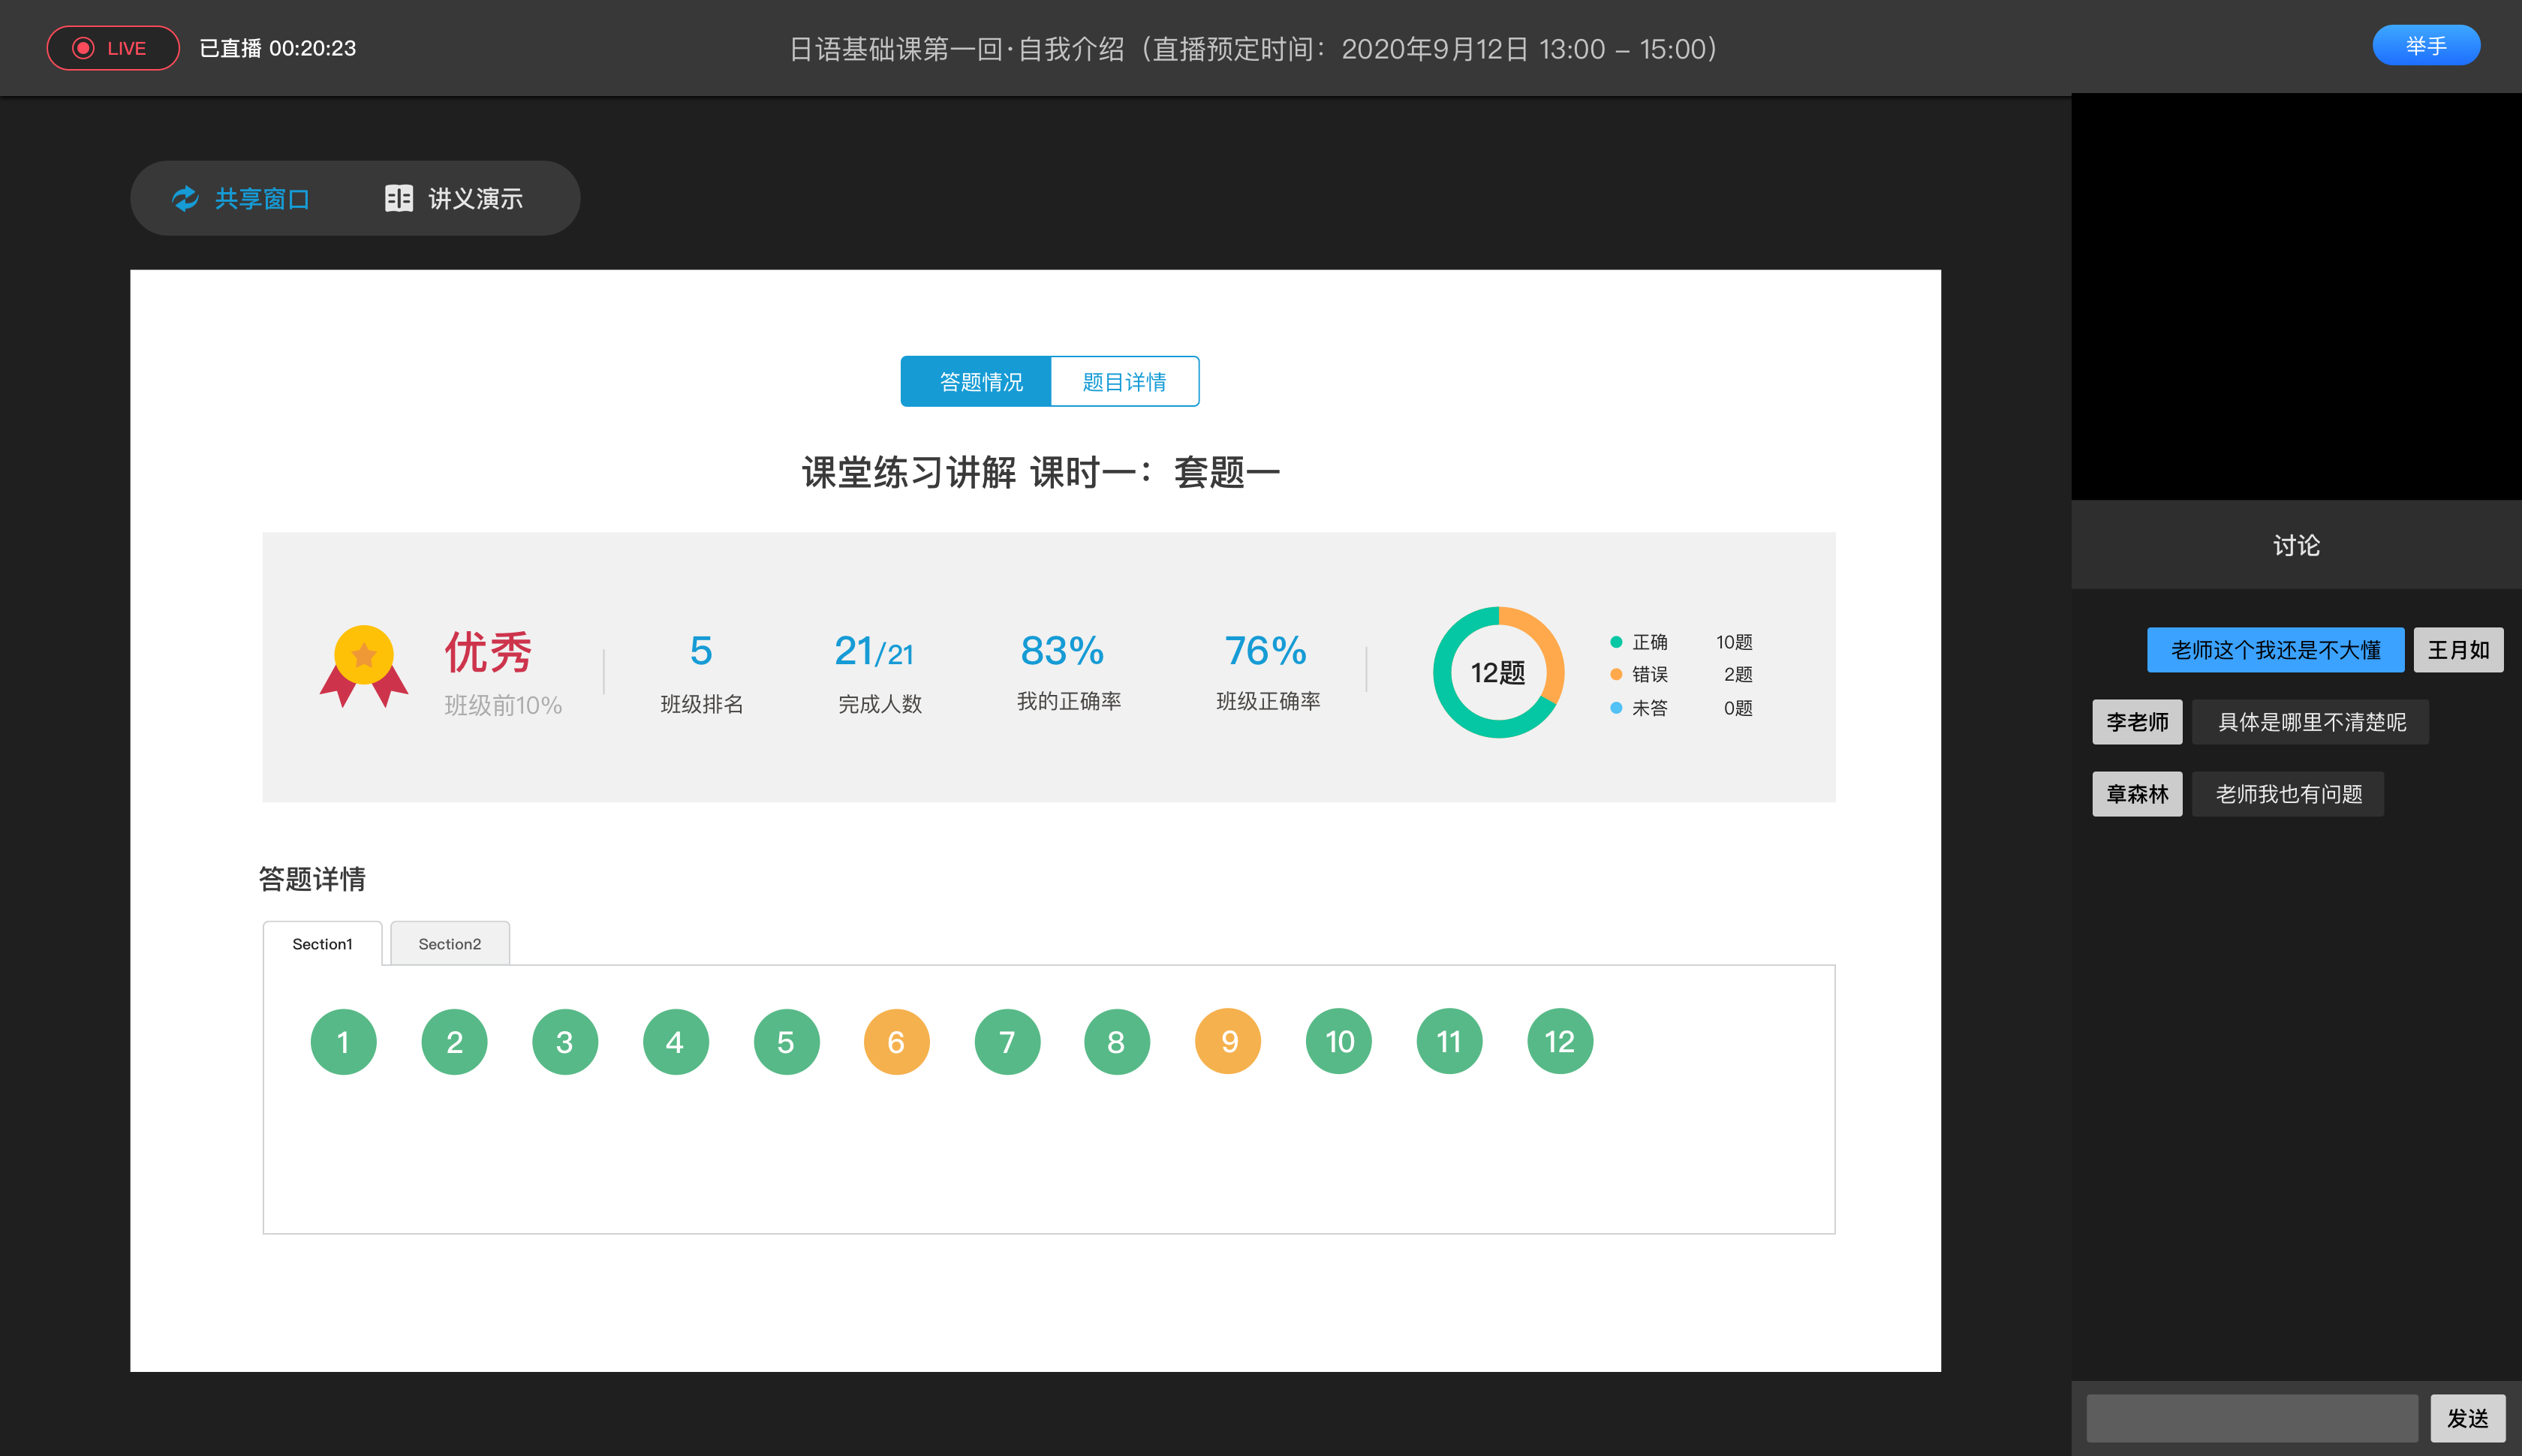 LIVE 已直播 00:20:23
日语基础课第一回·自我介绍（直播预定时间：2020年9月12日 13:00 – 15:00）
举手
共享窗口 讲义演示
答题情况 题目详情
课堂练习讲解 课时一：套题一
优秀
班级前10%
5
班级排名
21/21
完成人数
83%
我的正确率
76%
班级正确率
12题
正确 10题
错误 2题
未答 0题
答题详情
Section1 Section2
1 2 3 4 5 6 7 8 9 10 11 12
讨论
老师这个我还是不大懂 王月如
李老师 具体是哪里不清楚呢
章森林 老师我也有问题
发送